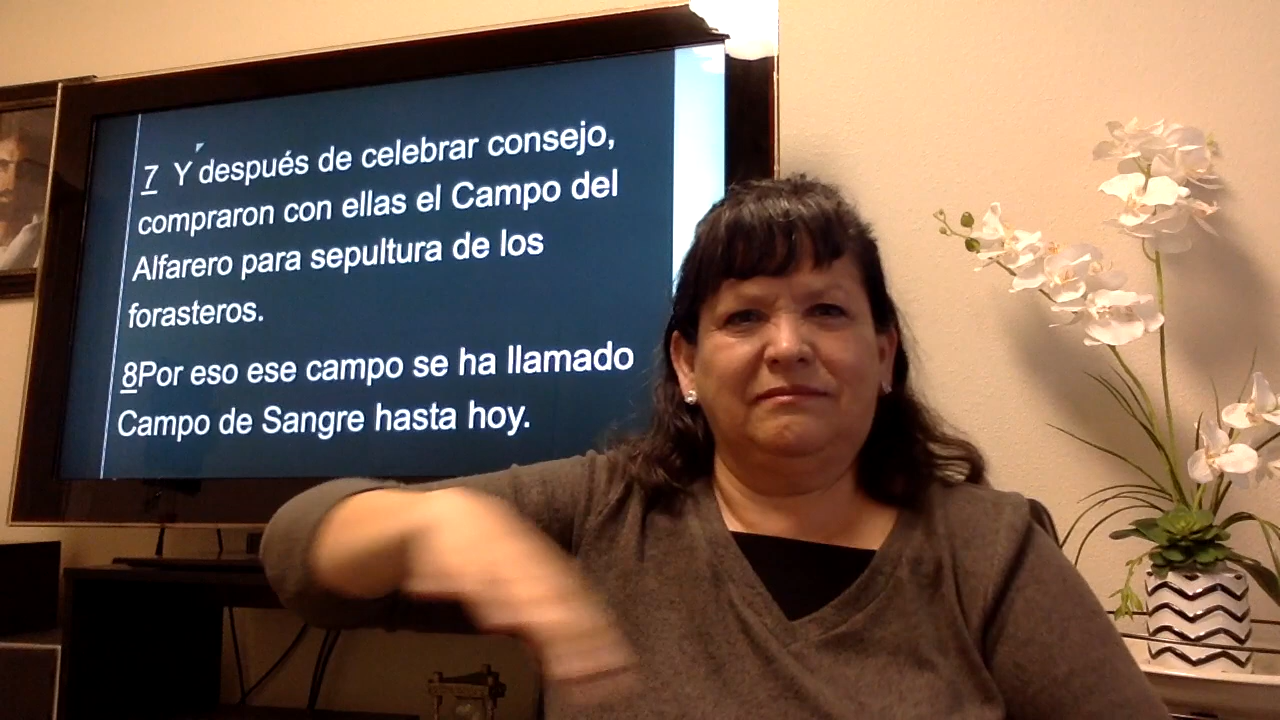 7 Y después de celebrar consejo,
compraron con ellas el Campo del
Alfarero para sepultura de los
forasteros.
8Por eso ese campo se ha llamado
Campo de Sangre hasta hoy.